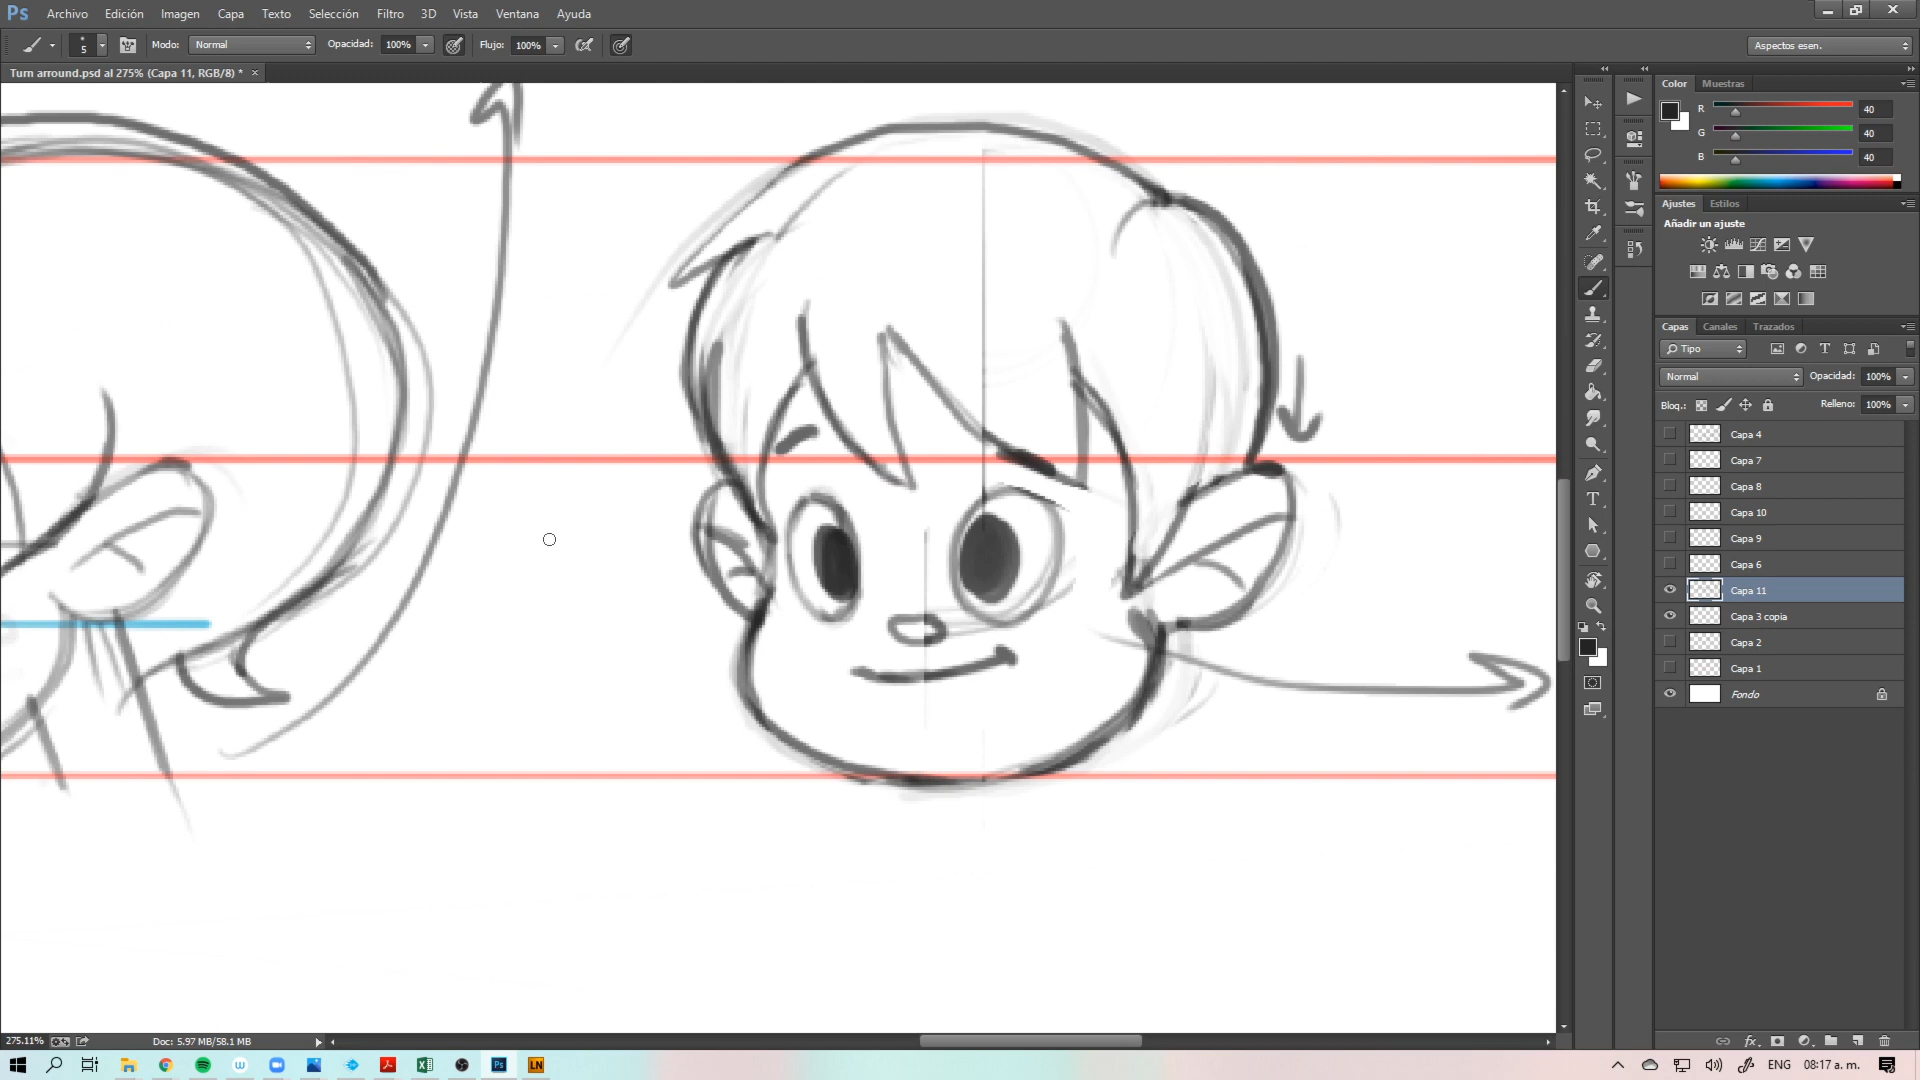 Ps Archivo Edición Imagen Capa Texto Selección Filtro 3D Vista Ventana Ayuda
5 Modo: Normal Opacidad: 100% Flujo: 100% Aspectos esen.
Turn arround.psd al 275% (Capa 11, RGB/8) * ×
Color Muestras
R 40
G 40
B 40
Ajustes Estilos
Añadir un ajuste
Capas Canales Trazados
Tipo
Normal Opacidad: 100%
Bloq.: Relleno: 100%
Capa 4
Capa 7
Capa 8
Capa 10
Capa 9
Capa 6
Capa 11
Capa 3 copia
Capa 2
Capa 1
Fondo
275.11% Doc: 5.97 MB/58.1 MB
fx
Ps LN ENG 08:17 a. m.